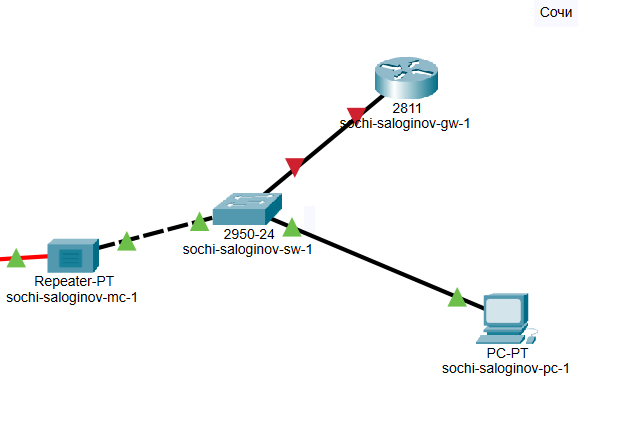 Сочи
2811
sochi-saloginov-gw-1
2950-24
sochi-saloginov-sw-1
Repeater-PT
sochi-saloginov-mc-1
PC-PT
sochi-saloginov-pc-1